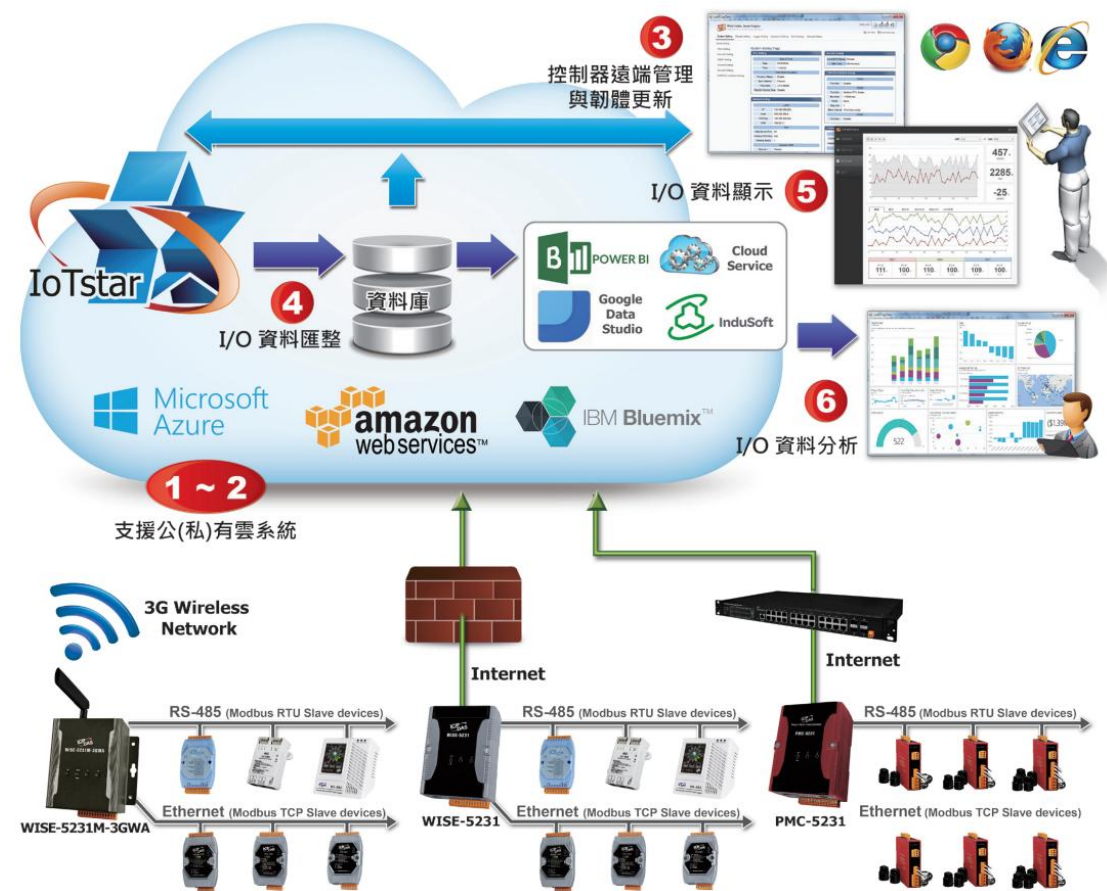 3
控制器遠端管理
與韌體更新
I/O 資料顯示
5
457
2285
-25
IoTstar
4
I/O 資料匯整
資料庫
POWER BI
Cloud
Service
Google
Data
Studio
InduSoft
6
I/O 資料分析
522
Microsoft
Azure
amazon
web services™
IBM Bluemix™
1 ~ 2
支援公(私)有雲系統
3G Wireless
Network
Internet
Internet
RS-485 (Modbus RTU Slave devices)
RS-485 (Modbus RTU Slave devices)
RS-485 (Modbus RTU Slave devices)
WISE-5231M-3GWA
WISE-5231
PMC-5231
Ethernet (Modbus TCP Slave devices)
Ethernet (Modbus TCP Slave devices)
Ethernet (Modbus TCP Slave devices)